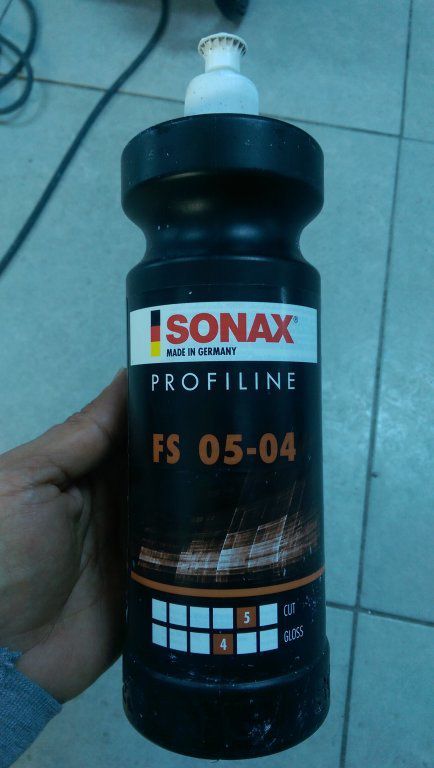 SONAX®
MADE IN GERMANY
PROFILINE
FS 05-04
5 CUT
4 GLOSS